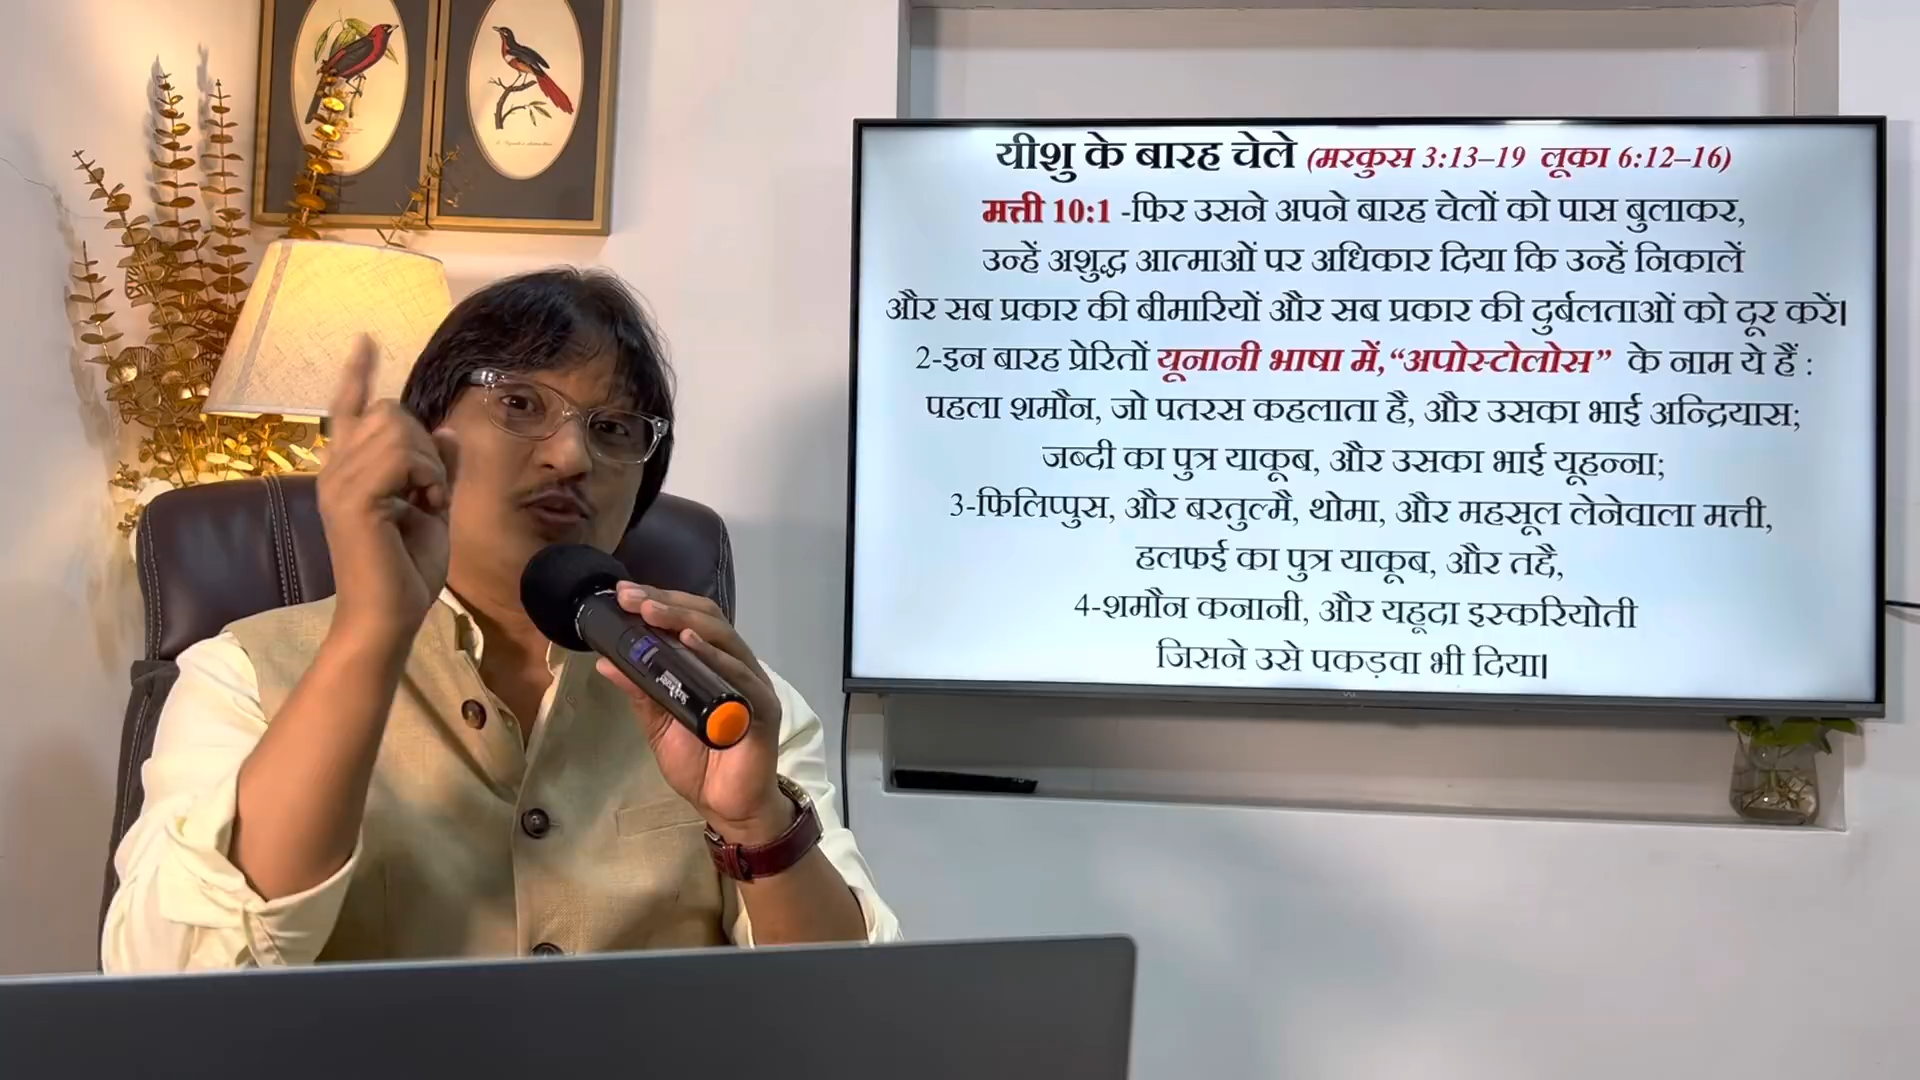 यीशु के बारह चेले (मरकुस 3:13–19 लूका 6:12–16)
मत्ती 10:1 -फिर उसने अपने बारह चेलों को पास बुलाकर,
उन्हें अशुद्ध आत्माओं पर अधिकार दिया कि उन्हें निकालें
और सब प्रकार की बीमारियों और सब प्रकार की दुर्बलताओं को दूर करें।
2-इन बारह प्रेरितों यूनानी भाषा में,“अपोस्टोलोस” के नाम ये हैं :
पहला शमौन, जो पतरस कहलाता है, और उसका भाई अन्द्रियास;
जब्दी का पुत्र याकूब, और उसका भाई यूहन्ना;
3-फिलिप्पुस, और बरतुल्मै, थोमा, और महसूल लेनेवाला मत्ती,
हलफई का पुत्र याकूब, और तद्दै,
4-शमौन कनानी, और यहूदा इस्करियोती
जिसने उसे पकड़वा भी दिया।